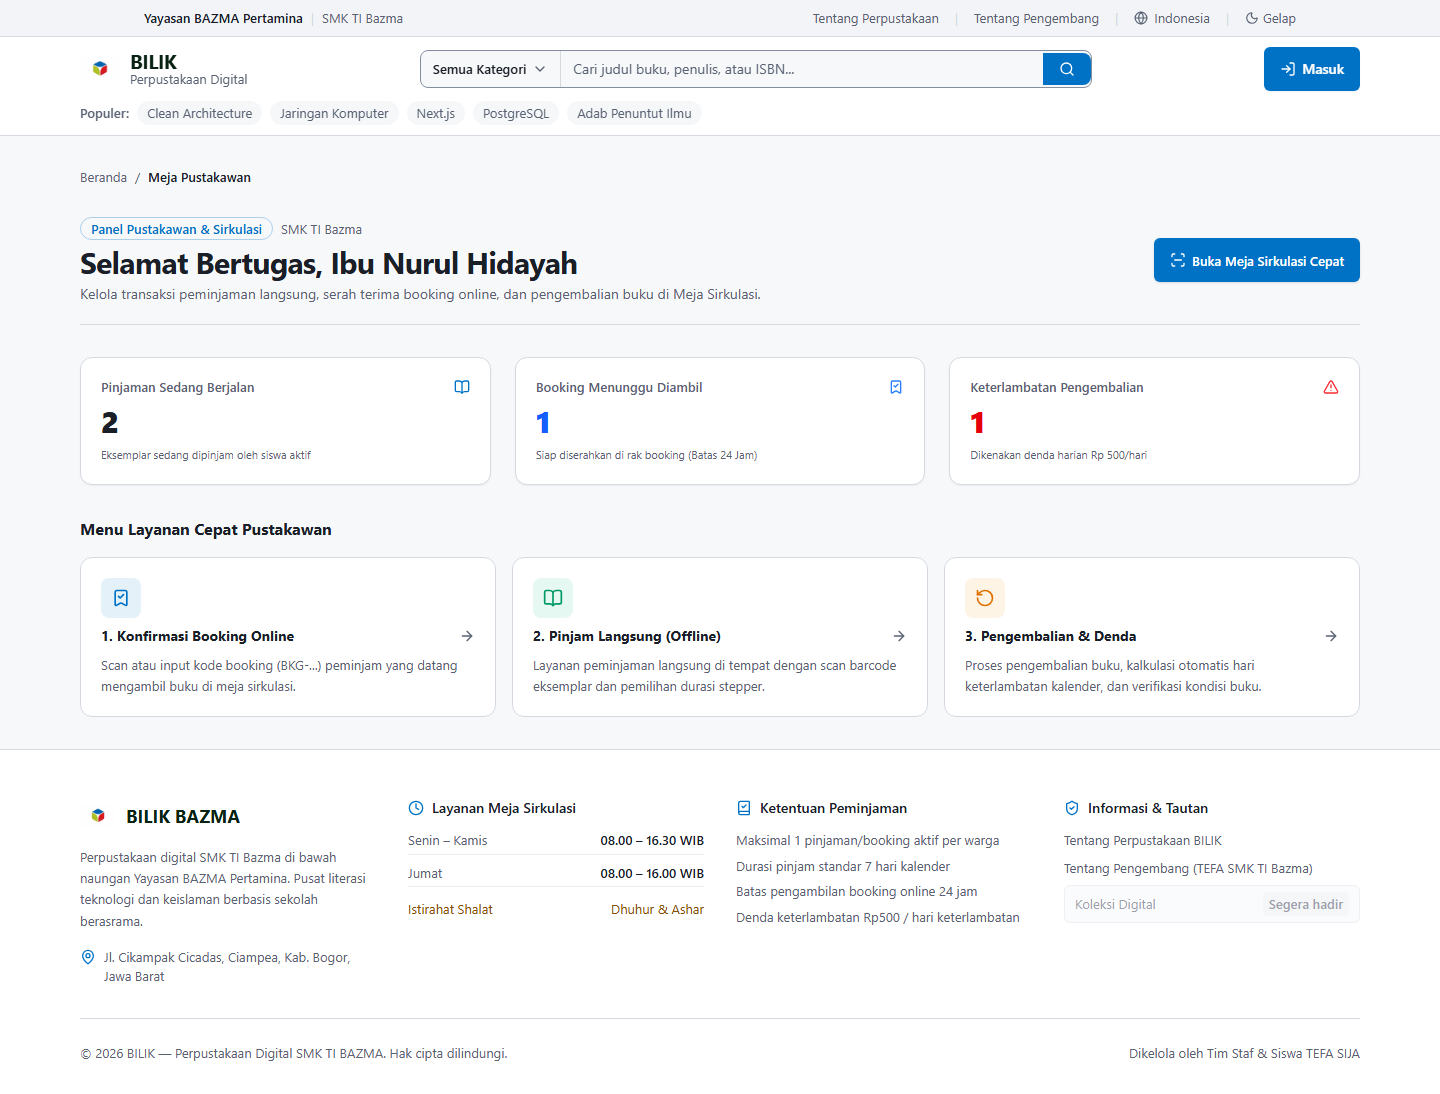 Yayasan BAZMA Pertamina | SMK TI Bazma
Tentang Perpustakaan | Tentang Pengembang | Indonesia | Gelap
BILIK
Perpustakaan Digital
Semua Kategori
Cari judul buku, penulis, atau ISBN...
Masuk
Populer: Clean Architecture Jaringan Komputer Next.js PostgreSQL Adab Penuntut Ilmu
Beranda / Meja Pustakawan
Panel Pustakawan & Sirkulasi SMK TI Bazma
Selamat Bertugas, Ibu Nurul Hidayah
Kelola transaksi peminjaman langsung, serah terima booking online, dan pengembalian buku di Meja Sirkulasi.
Buka Meja Sirkulasi Cepat
Pinjaman Sedang Berjalan
2
Eksemplar sedang dipinjam oleh siswa aktif
Booking Menunggu Diambil
1
Siap diserahkan di rak booking (Batas 24 Jam)
Keterlambatan Pengembalian
1
Dikenakan denda harian Rp 500/hari
Menu Layanan Cepat Pustakawan
1. Konfirmasi Booking Online
Scan atau input kode booking (BKG-...) peminjam yang datang
mengambil buku di meja sirkulasi.
2. Pinjam Langsung (Offline)
Layanan peminjaman langsung di tempat dengan scan barcode
eksemplar dan pemilihan durasi stepper.
3. Pengembalian & Denda
Proses pengembalian buku, kalkulasi otomatis hari
keterlambatan kalender, dan verifikasi kondisi buku.
BILIK BAZMA
Perpustakaan digital SMK TI Bazma di bawah
naungan Yayasan BAZMA Pertamina. Pusat literasi
teknologi dan keislaman berbasis sekolah
berasrama.
Jl. Cikampak Cicadas, Ciampea, Kab. Bogor,
Jawa Barat
Layanan Meja Sirkulasi
Senin – Kamis 08.00 – 16.30 WIB
Jumat 08.00 – 16.00 WIB
Istirahat Shalat Dhuhur & Ashar
Ketentuan Peminjaman
Maksimal 1 pinjaman/booking aktif per warga
Durasi pinjam standar 7 hari kalender
Batas pengambilan booking online 24 jam
Denda keterlambatan Rp500 / hari keterlambatan
Informasi & Tautan
Tentang Perpustakaan BILIK
Tentang Pengembang (TEFA SMK TI Bazma)
Koleksi Digital Segera hadir
© 2026 BILIK — Perpustakaan Digital SMK TI BAZMA. Hak cipta dilindungi.
Dikelola oleh Tim Staf & Siswa TEFA SIJA